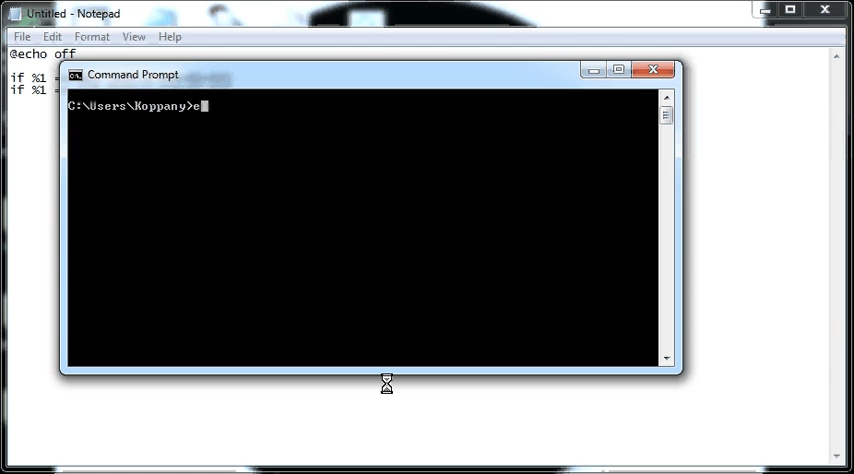 Untitled - Notepad
File Edit Format View Help
@echo off
if %1 =
if %1 =
Command Prompt
C:\Users\Koppany>e